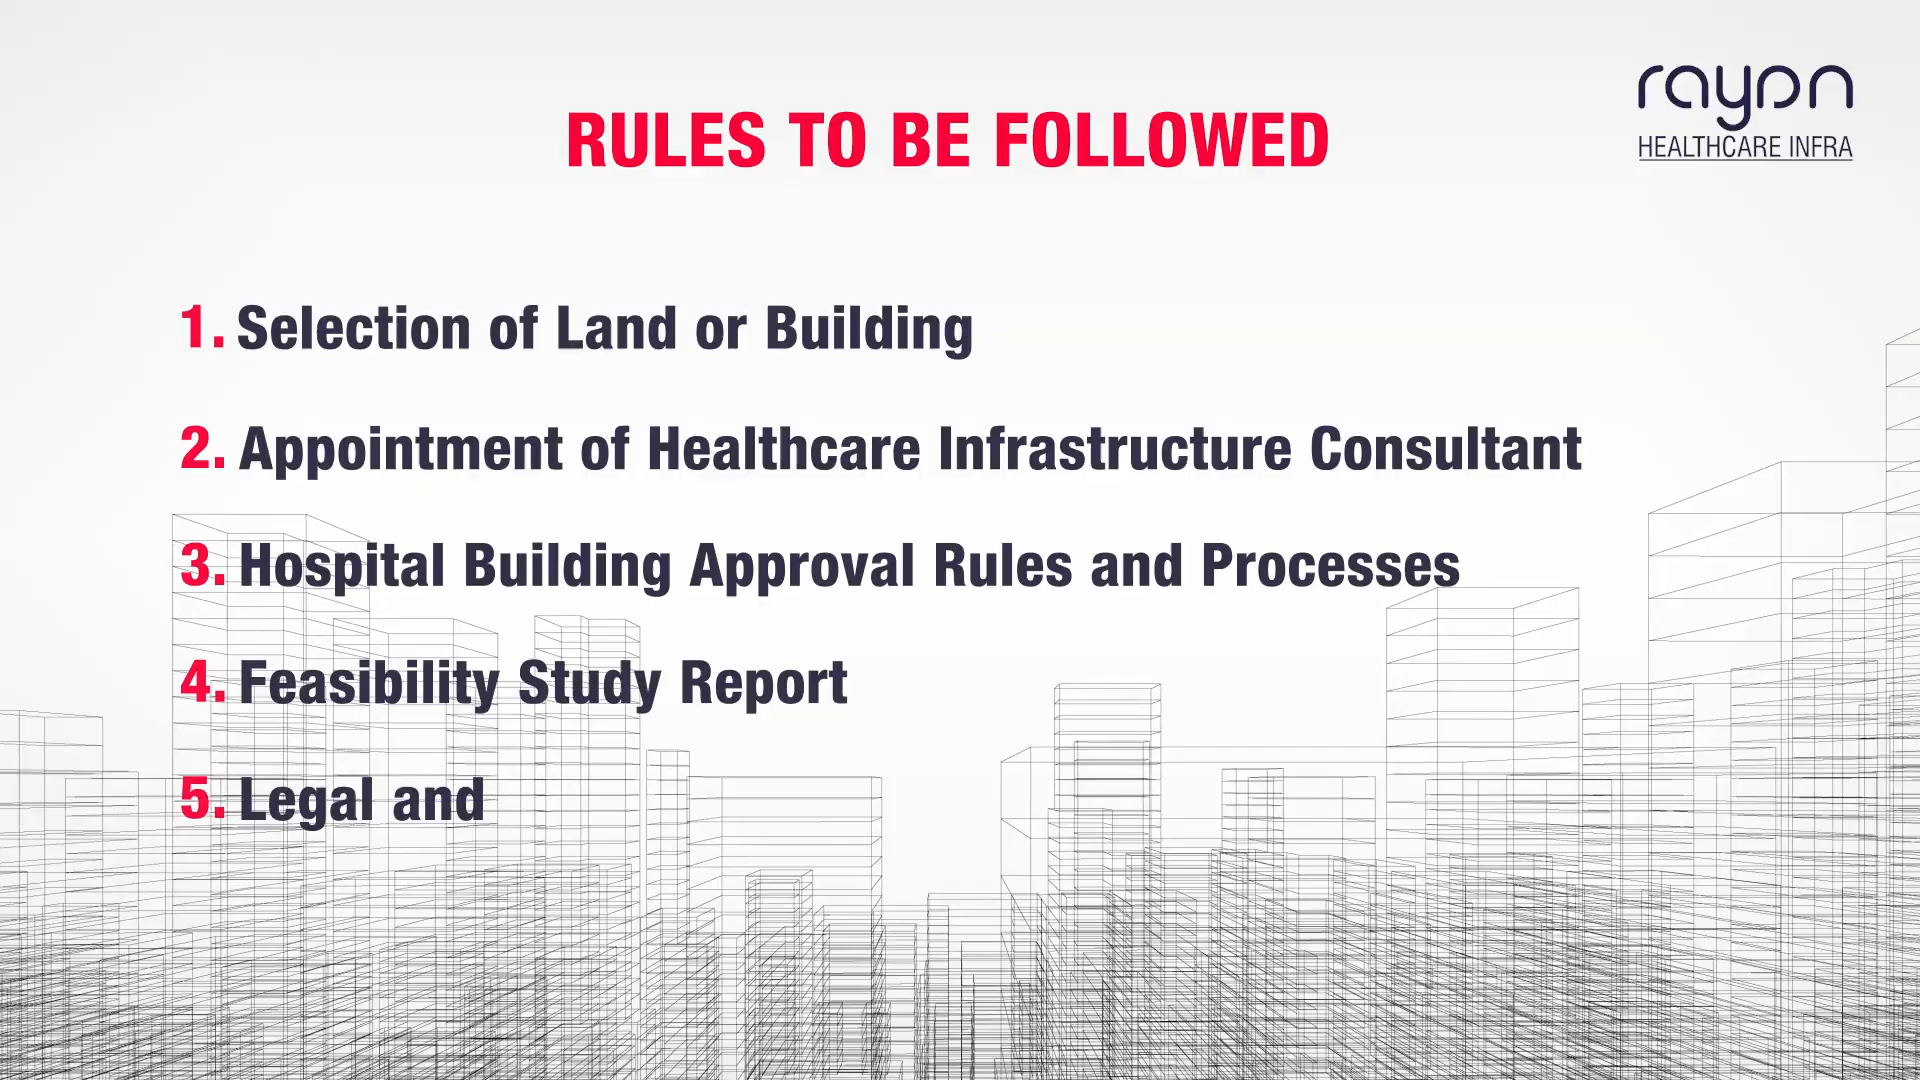 rayon
HEALTHCARE INFRA
RULES TO BE FOLLOWED
1. Selection of Land or Building
2. Appointment of Healthcare Infrastructure Consultant
3. Hospital Building Approval Rules and Processes
4. Feasibility Study Report
5. Legal and